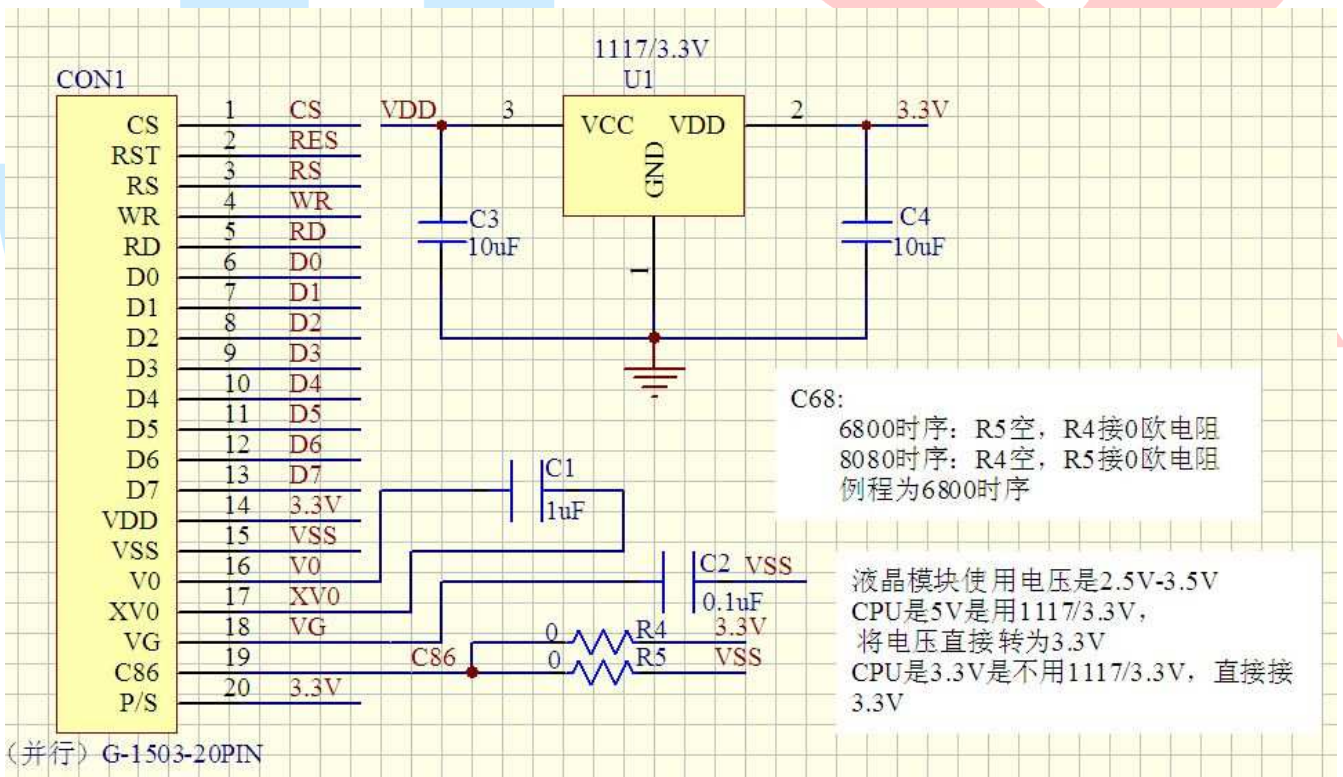 1117/3.3V
U1
CON1
CS 1 CS
RST 2 RES
RS 3 RS
WR 4 WR
RD 5 RD
D0 6 D0
D1 7 D1
D2 8 D2
D3 9 D3
D4 10 D4
D5 11 D5
D6 12 D6
D7 13 D7
VDD 14 3.3V
VSS 15 VSS
V0 16 V0
XV0 17 XV0
VG 18 VG
C86 19 C86
P/S 20 3.3V
(并行) G-1503-20PIN
VDD 3 VCC VDD 2 3.3V
GND
1
C3
10uF
C4
10uF
C1
1uF
C2 VSS
0.1uF
0 R4 3.3V
0 R5 VSS
C68:
6800时序：R5空，R4接0欧电阻
8080时序：R4空，R5接0欧电阻
例程为6800时序
液晶模块使用电压是2.5V-3.5V
CPU是5V是用1117/3.3V，
将电压直接转为3.3V
CPU是3.3V是不用1117/3.3V，直接接
3.3V